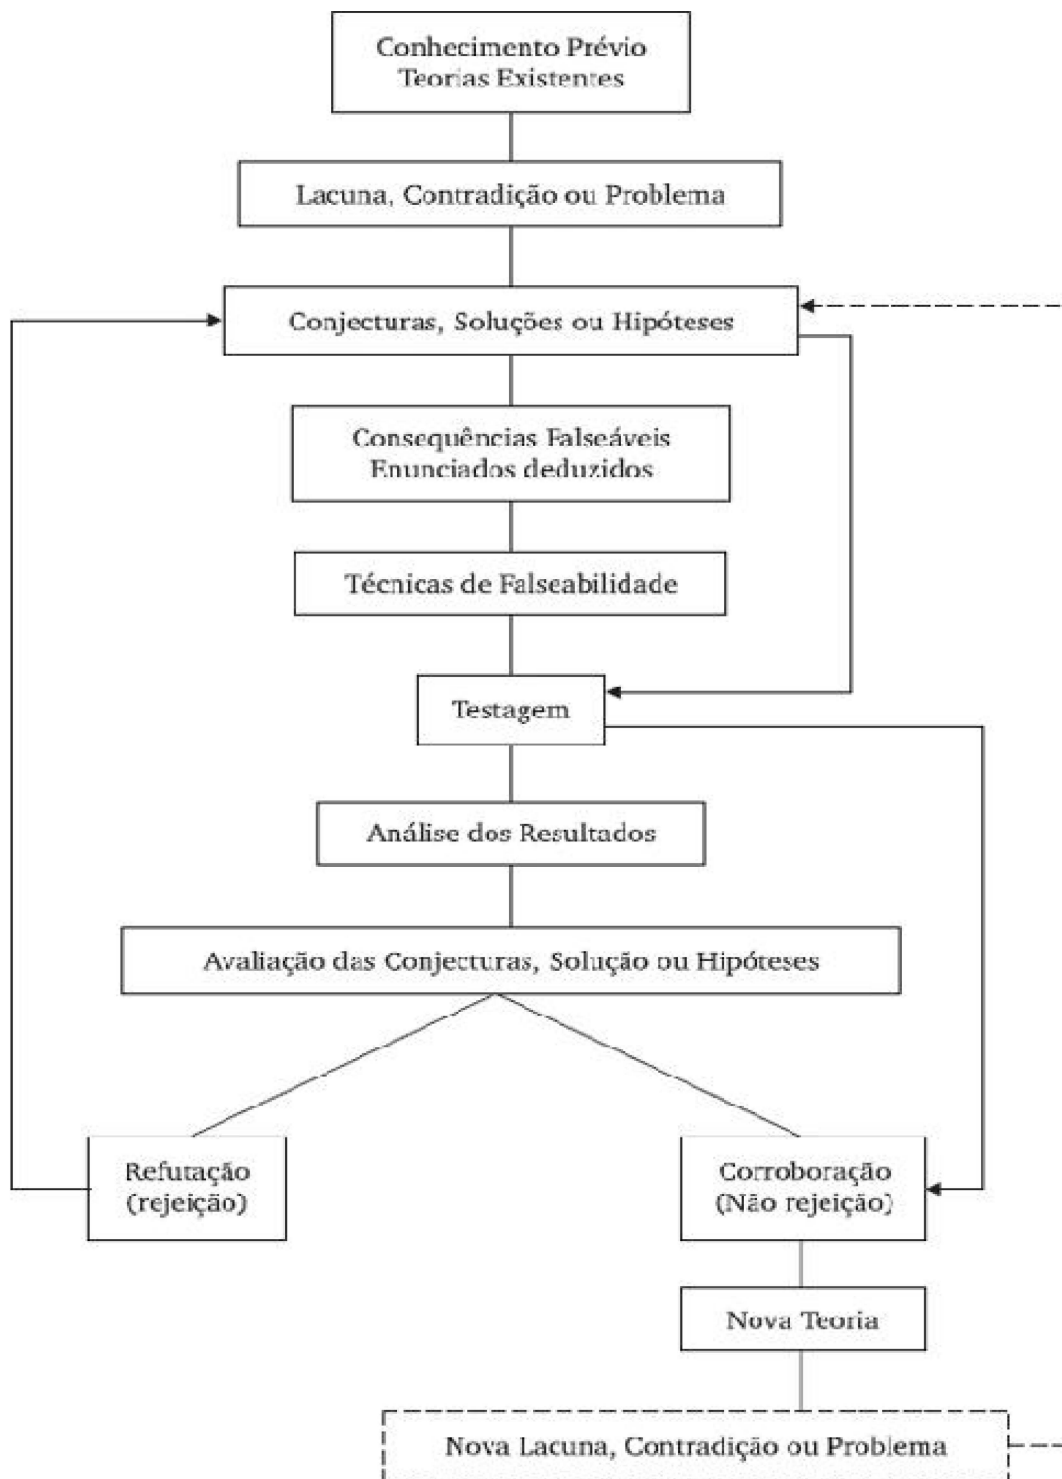 Conhecimento Prévio
Teorias Existentes
Lacuna, Contradição ou Problema
Conjecturas, Soluções ou Hipóteses
Consequências Falseáveis
Enunciados deduzidos
Técnicas de Falseabilidade
Testagem
Análise dos Resultados
Avaliação das Conjecturas, Solução ou Hipóteses
Refutação
(rejeição)
Corroboração
(Não rejeição)
Nova Teoria
Nova Lacuna, Contradição ou Problema